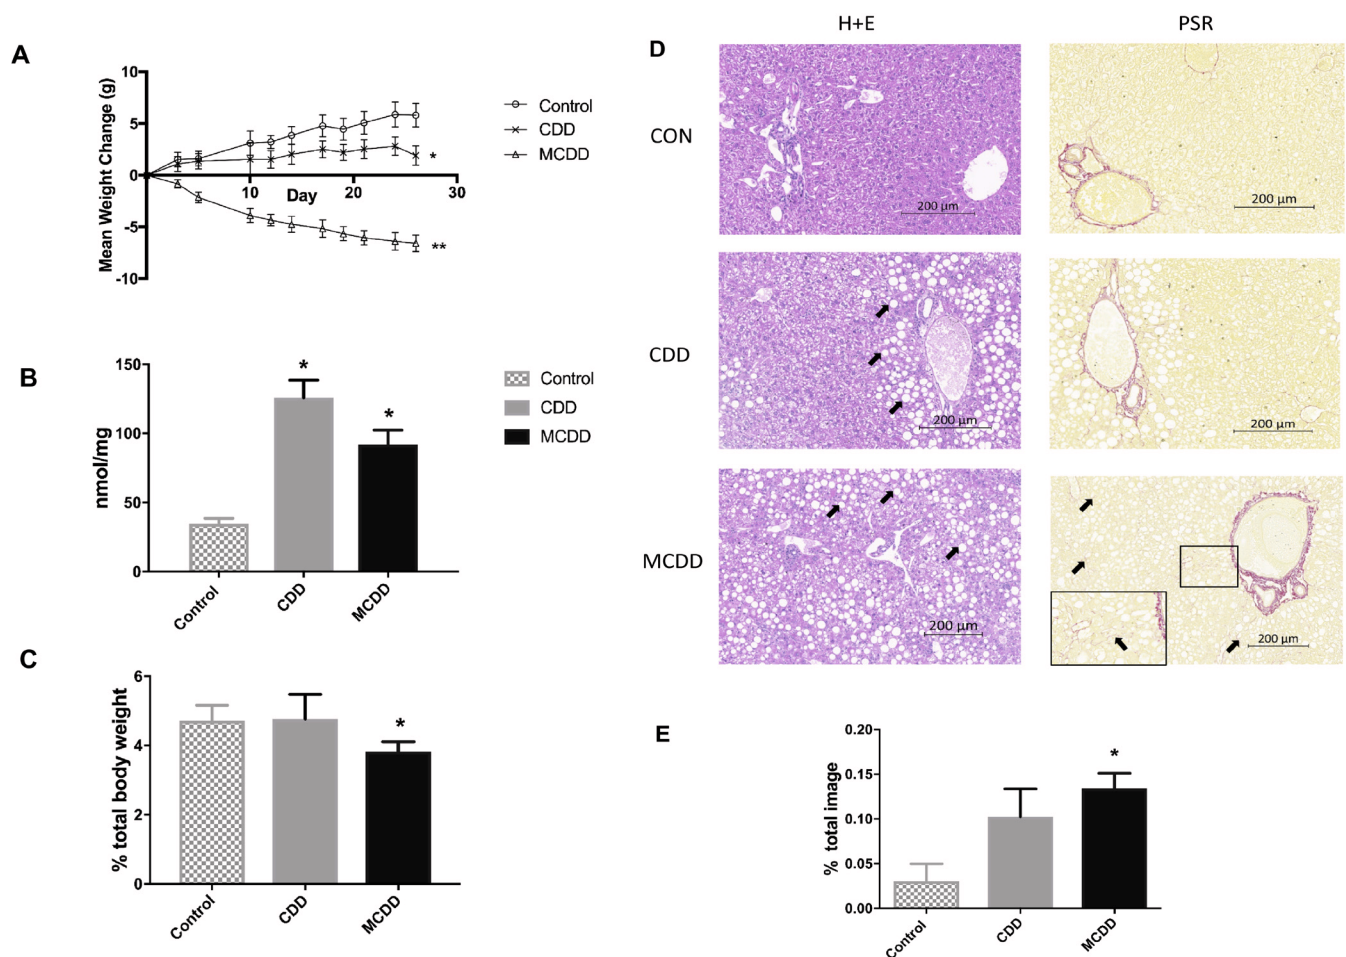 A
Mean Weight Change (g)
10
5
0
-5
-10
10
20
30
Day
*
**
Control
CDD
MCDD
B
nmol/mg
150
100
50
0
*
*
Control
CDD
MCDD
Control
CDD
MCDD
C
% total body weight
6
4
2
0
*
Control
CDD
MCDD
D
H+E
PSR
CON
200 µm
200 µm
CDD
200 µm
200 µm
MCDD
200 µm
200 µm
E
% total image
0.20
0.15
0.10
0.05
0.00
*
Control
CDD
MCDD